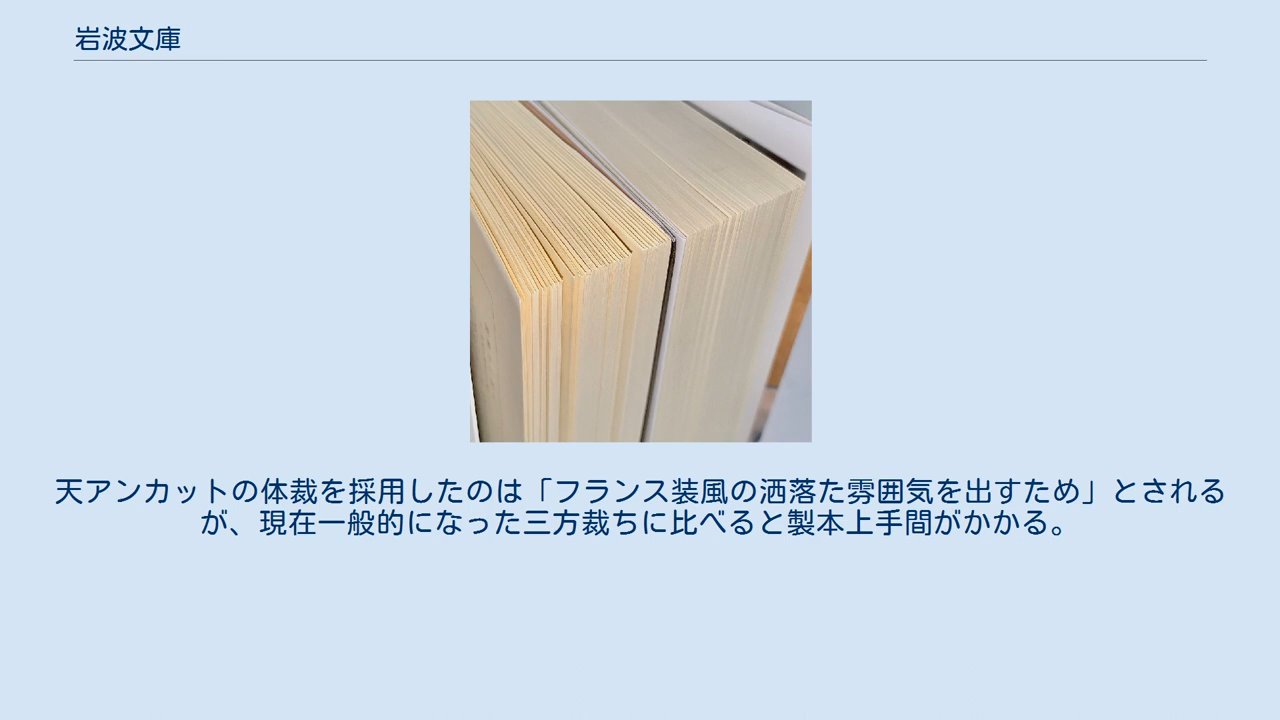 岩波文庫
天アンカットの体裁を採用したのは「フランス装風の洒落た雰囲気を出すため」とされる
が、現在一般的になった三方裁ちに比べると製本上手間がかかる。